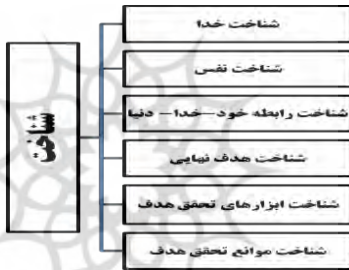 شناخت
شناخت خدا
شناخت نفس
شناخت رابطه خود-خدا- دنیا
شناخت هدف نهایی
شناخت ابزارهای تحقق هدف
شناخت موانع تحقق هدف